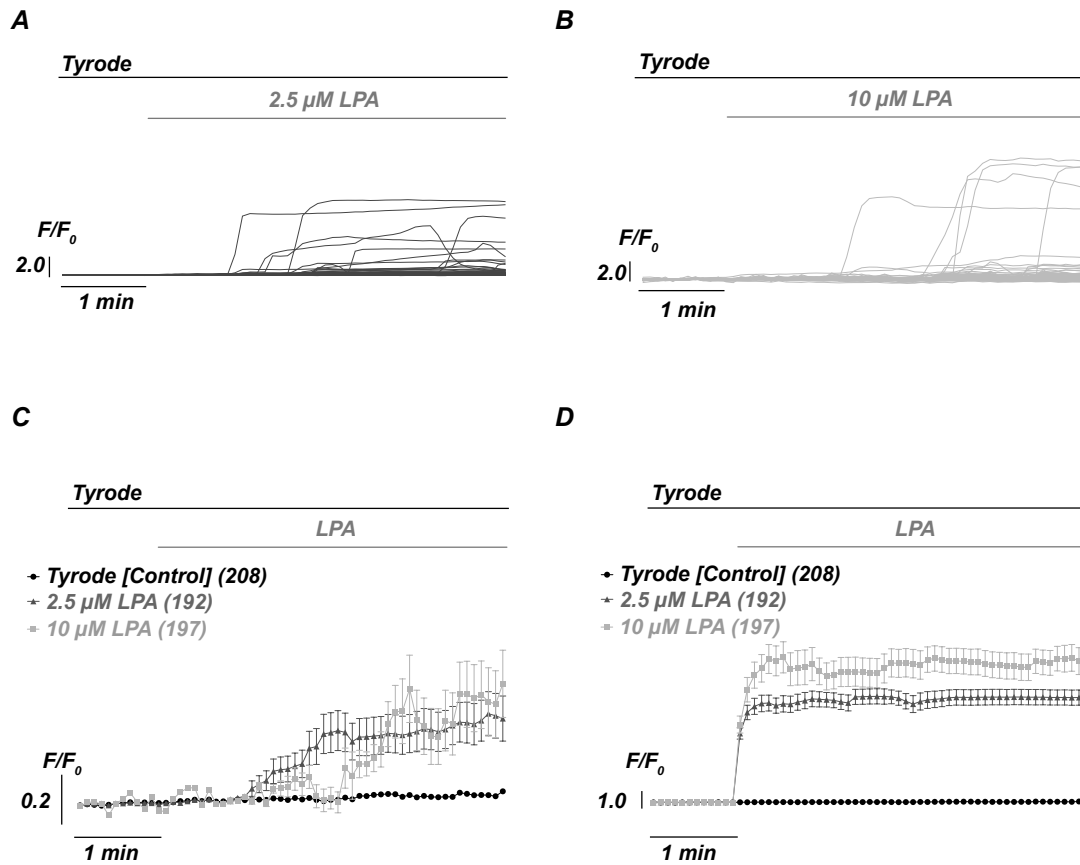 A
Tyrode
2.5 µM LPA
F/F0
2.0
1 min
B
Tyrode
10 µM LPA
F/F0
2.0
1 min
C
Tyrode
LPA
Tyrode [Control] (208)
2.5 µM LPA (192)
10 µM LPA (197)
F/F0
0.2
1 min
D
Tyrode
LPA
Tyrode [Control] (208)
2.5 µM LPA (192)
10 µM LPA (197)
F/F0
1.0
1 min